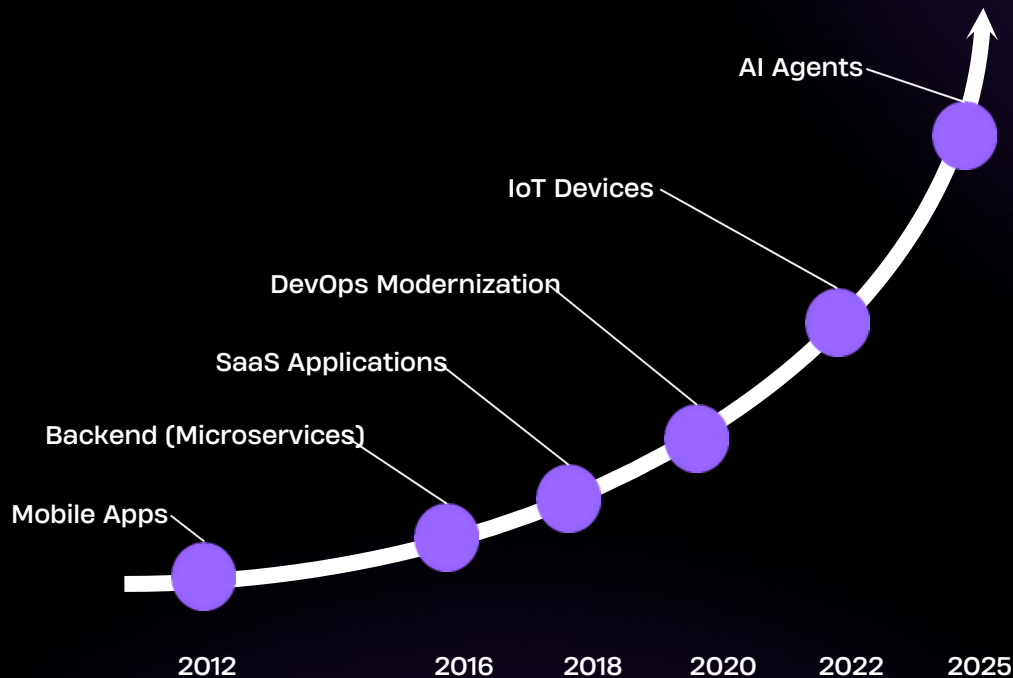 AI Agents
IoT Devices
DevOps Modernization
SaaS Applications
Backend (Microservices)
Mobile Apps
2012 2016 2018 2020 2022 2025